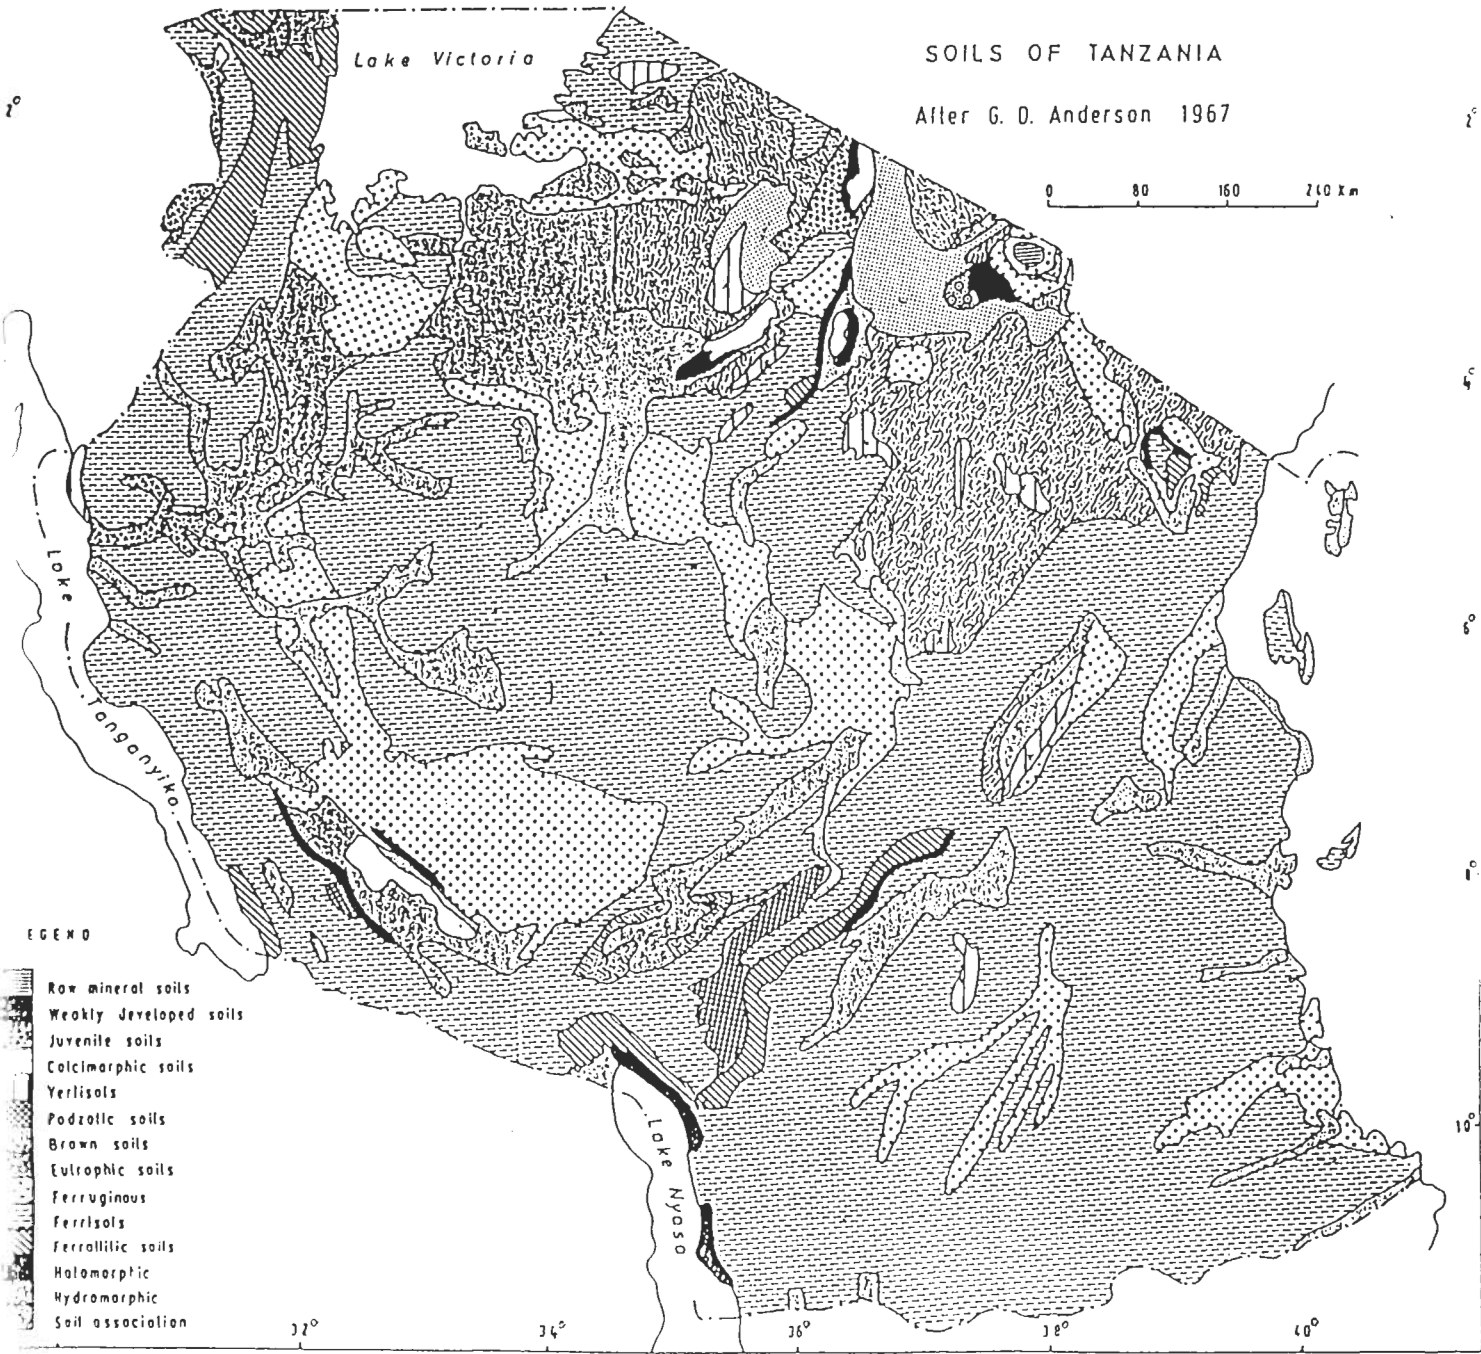 SOILS OF TANZANIA
After G. D. Anderson 1967
Lake Victoria
2°
2°
0 80 160 240 Km
4°
Lake Tanganyika
6°
8°
EGEND
Raw mineral soils
Weakly developed soils
Juvenile soils
Calcimorphic soils
Vertisols
Podzolic soils
Brown soils
Eutrophic soils
Ferruginous
Ferrisols
Ferrallitic soils
Halomorphic
Hydromorphic
Soil association
Lake Nyasa
10°
32° 34° 36° 38° 40°